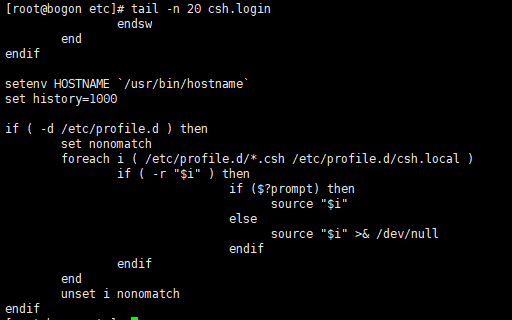 [root@bogon etc]# tail -n 20 csh.login
                endsw
        end
endif

setenv HOSTNAME `/usr/bin/hostname`
set history=1000

if ( -d /etc/profile.d ) then
        set nonomatch
        foreach i ( /etc/profile.d/*.csh /etc/profile.d/csh.local )
                if ( -r "$i" ) then
                                if ($?prompt) then
                                      source "$i"
                                else
                                      source "$i" >& /dev/null
                                endif
                endif
        end
        unset i nonomatch
endif